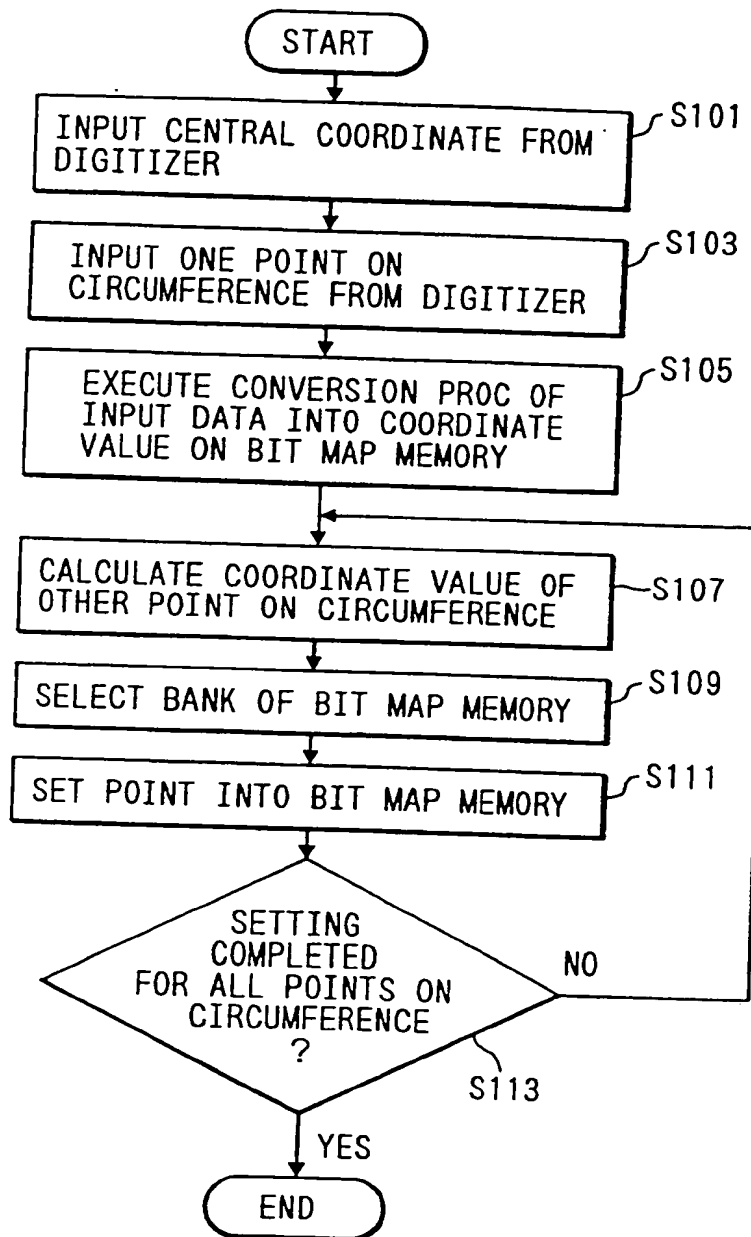 START
S101
INPUT CENTRAL COORDINATE FROM
DIGITIZER
S103
INPUT ONE POINT ON
CIRCUMFERENCE FROM DIGITIZER
S105
EXECUTE CONVERSION PROC OF
INPUT DATA INTO COORDINATE
VALUE ON BIT MAP MEMORY
CALCULATE COORDINATE VALUE OF
OTHER POINT ON CIRCUMFERENCE
S107
SELECT BANK OF BIT MAP MEMORY
S109
SET POINT INTO BIT MAP MEMORY
S111
SETTING
COMPLETED
FOR ALL POINTS ON
CIRCUMFERENCE
?
NO
S113
YES
END